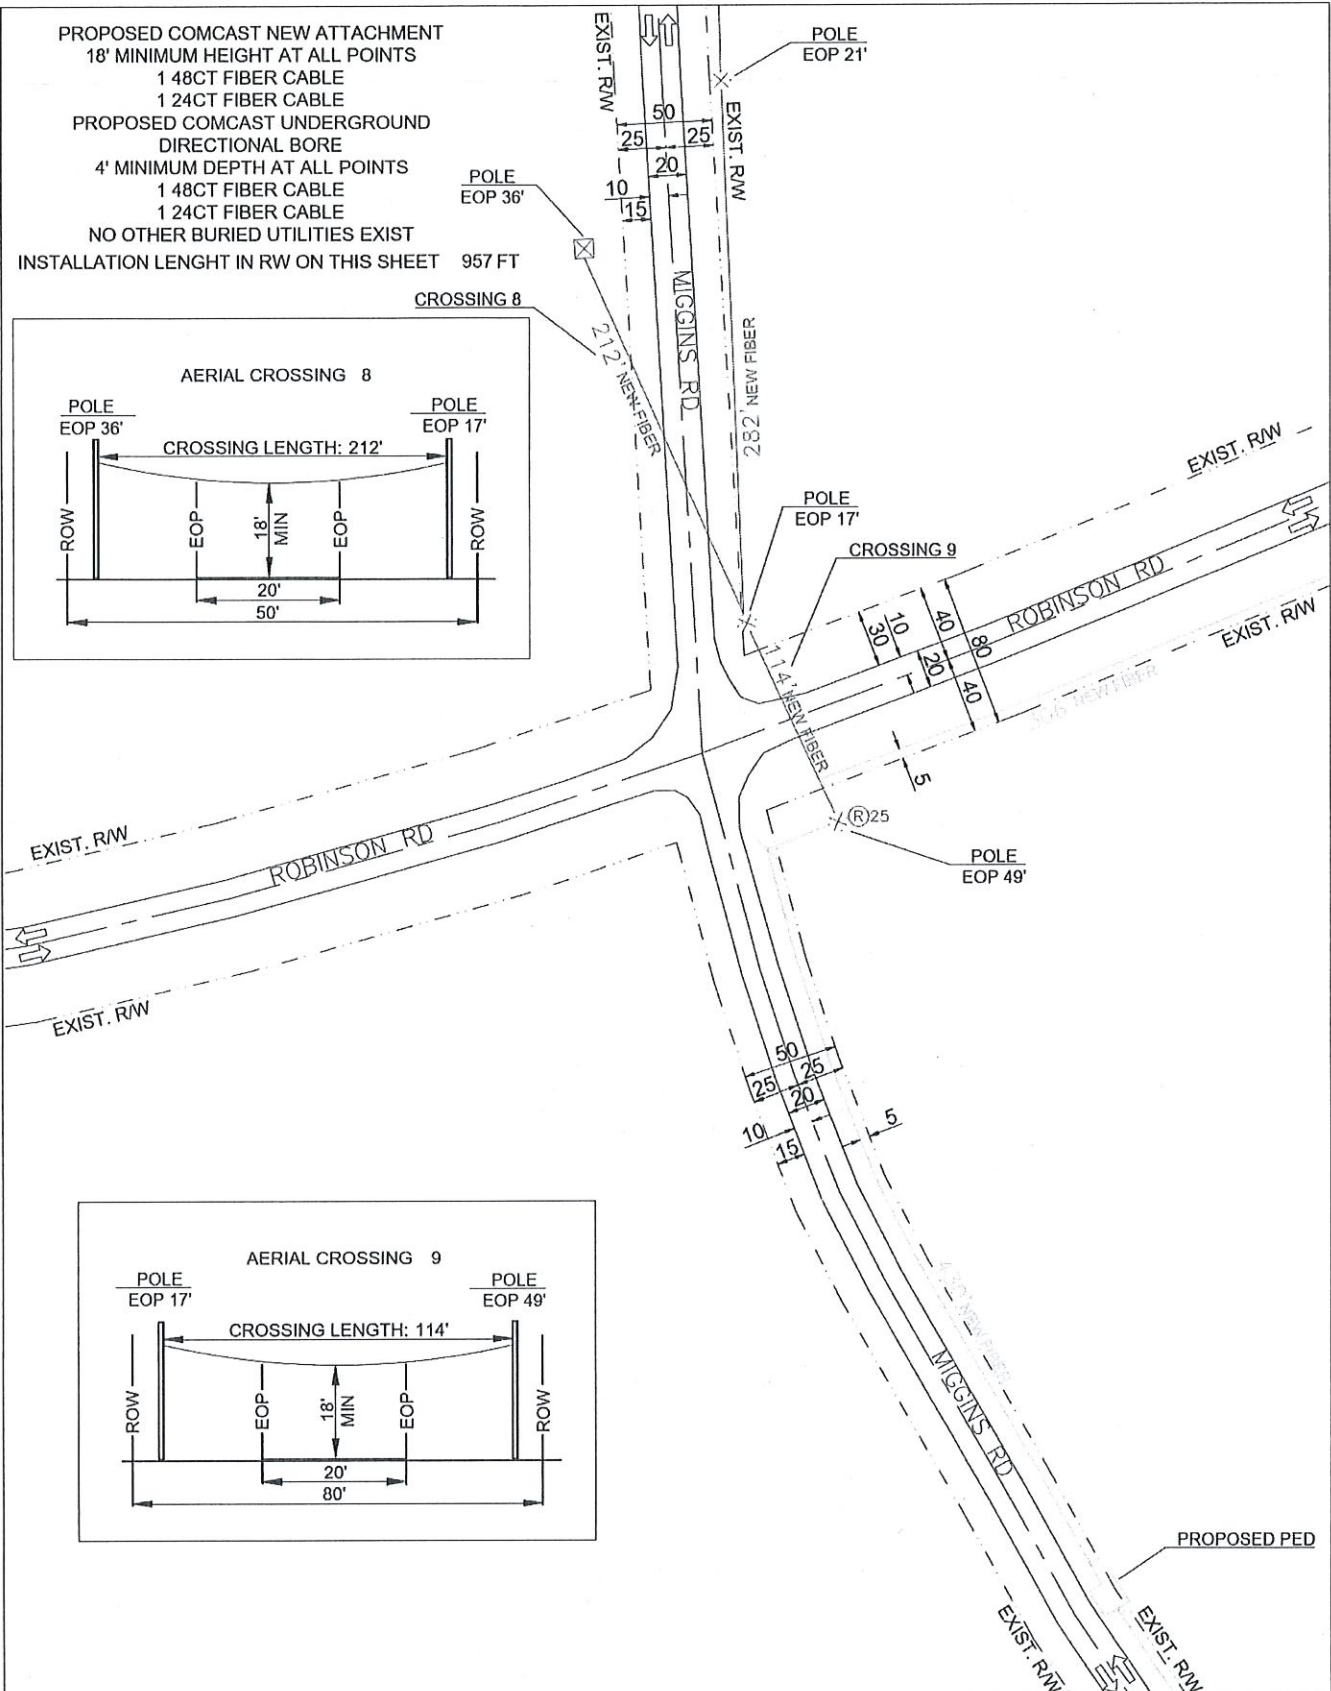 PROPOSED COMCAST NEW ATTACHMENT
18' MINIMUM HEIGHT AT ALL POINTS
1 48CT FIBER CABLE
1 24CT FIBER CABLE
PROPOSED COMCAST UNDERGROUND
DIRECTIONAL BORE
4' MINIMUM DEPTH AT ALL POINTS
1 48CT FIBER CABLE
1 24CT FIBER CABLE
NO OTHER BURIED UTILITIES EXIST
INSTALLATION LENGHT IN RW ON THIS SHEET 957 FT
EXIST. R/W
POLE
EOP 21'
EXIST. R/W
50
25
25
20
10
15
POLE
EOP 36'
CROSSING 8
212' NEW FIBER
MIGGINS RD
282' NEW FIBER
AERIAL CROSSING 8
POLE
EOP 36'
POLE
EOP 17'
CROSSING LENGTH: 212'
ROW
EOP
18'
MIN
EOP
ROW
20'
50'
POLE
EOP 17'
CROSSING 9
EXIST. R/W
ROBINSON RD
EXIST. R/W
30
10
40
80
20
40
5
NEW FIBER
114' NEW FIBER
R 25
POLE
EOP 49'
EXIST. R/W
ROBINSON RD
EXIST. R/W
50
25
25
20
10
15
5
NEW FIBER
MIGGINS RD
AERIAL CROSSING 9
POLE
EOP 17'
POLE
EOP 49'
CROSSING LENGTH: 114'
ROW
EOP
18'
MIN
EOP
ROW
20'
80'
PROPOSED PED
EXIST. R/W
EXIST. R/W